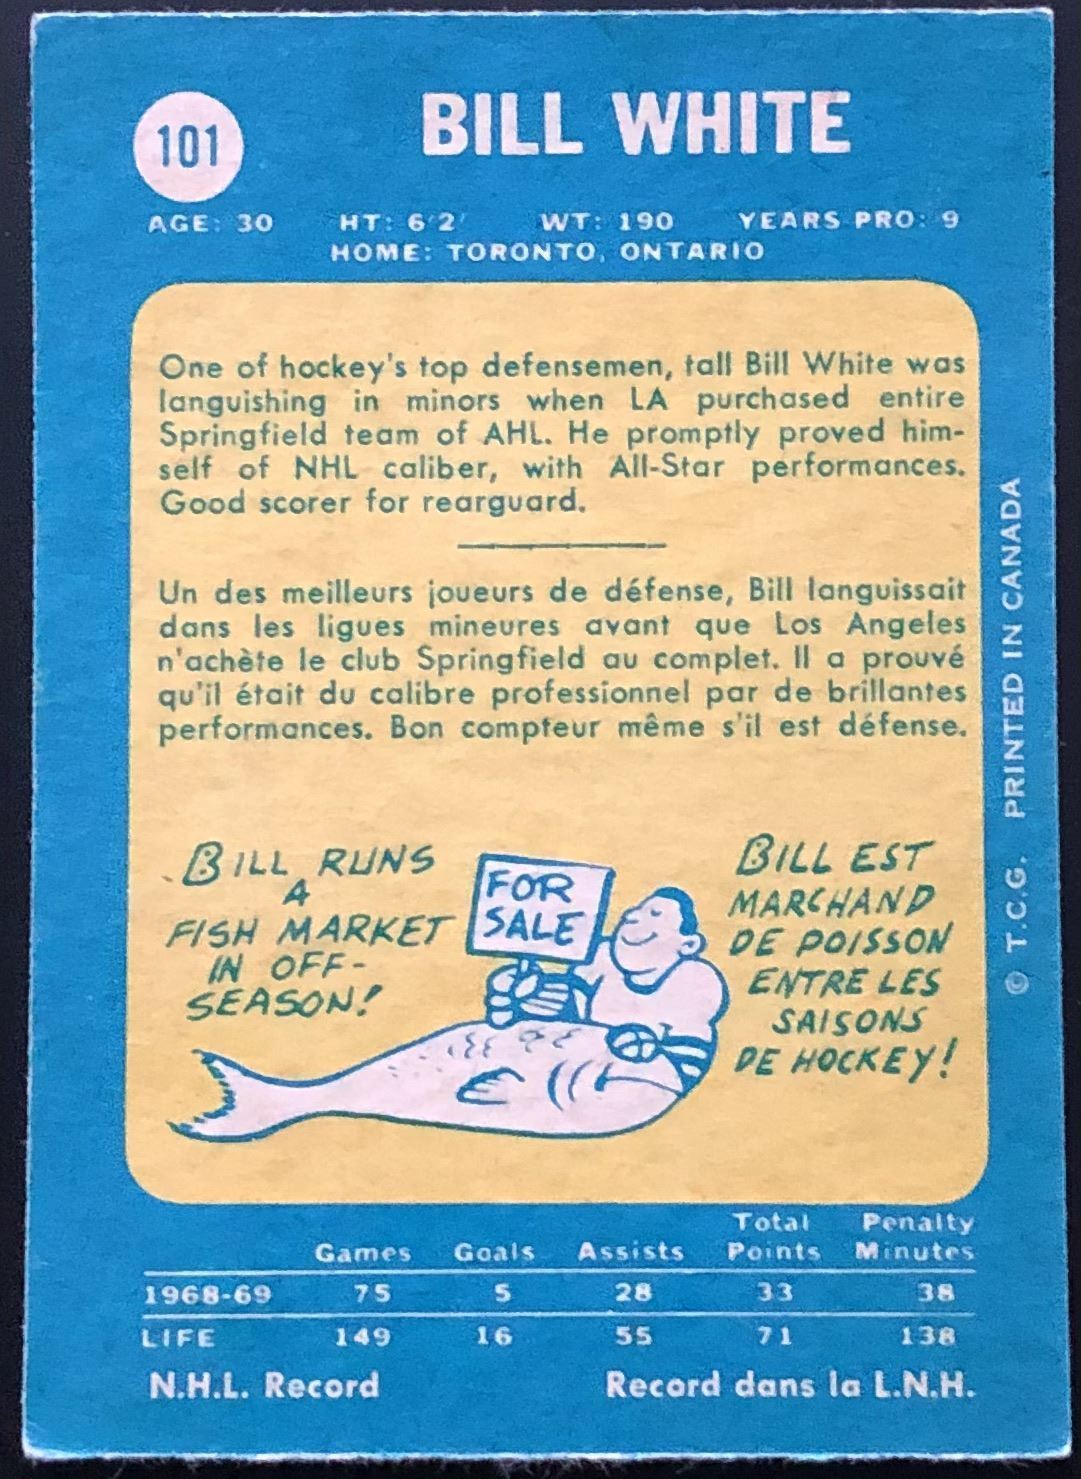 101
BILL WHITE
AGE: 30 HT: 6'2' WT: 190 YEARS PRO: 9
HOME: TORONTO, ONTARIO
One of hockey's top defensemen, tall Bill White was
languishing in minors when LA purchased entire
Springfield team of AHL. He promptly proved him-
self of NHL caliber, with All-Star performances.
Good scorer for rearguard.
Un des meilleurs joueurs de défense, Bill languissait
dans les ligues mineures avant que Los Angeles
n'achète le club Springfield au complet. Il a prouvé
qu'il était du calibre professionnel par de brillantes
performances. Bon compteur même s'il est défense.
BILL RUNS
A
FISH MARKET
IN OFF-
SEASON!
FOR
SALE
BILL EST
MARCHAND
DE POISSON
ENTRE LES
SAISONS
DE HOCKEY!
© T.C.G. PRINTED IN CANADA
Total Penalty
Games Goals Assists Points Minutes
1968-69 75 5 28 33 38
LIFE 149 16 55 71 138
N.H.L. Record Record dans la L.N.H.